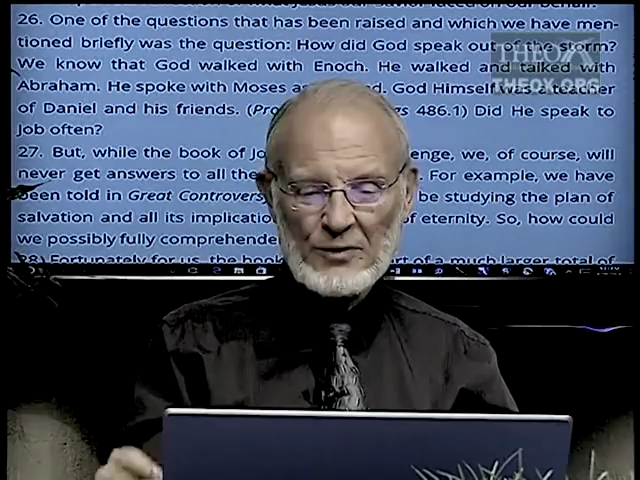 26. One of the questions that has been raised and which we have men-
tioned briefly was the question: How did God speak out of the storm?
We know that God walked with Enoch. He walked and talked with
Abraham. He spoke with Moses God Himself was a teacher
of Daniel and his friends. 486.1) Did He speak to
Job often?
27. But, while the book of we, of course, will
never get answers to all the For example, we have
been told in Great be studying the plan of
salvation and all its of eternity. So, how could
we possibly fully
28) Fortunately for us, the of a much larger total of
THEOX
THEOX.ORG